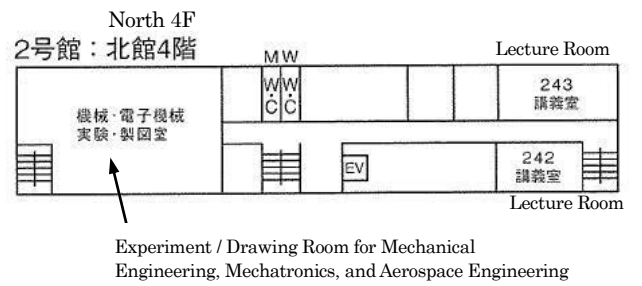 North 4F
2号館：北館4階
Lecture Room
M W
W・C W・C
243
講義室
機械・電子機械
実験・製図室
EV
242
講義室
Lecture Room
Experiment / Drawing Room for Mechanical
Engineering, Mechatronics, and Aerospace Engineering